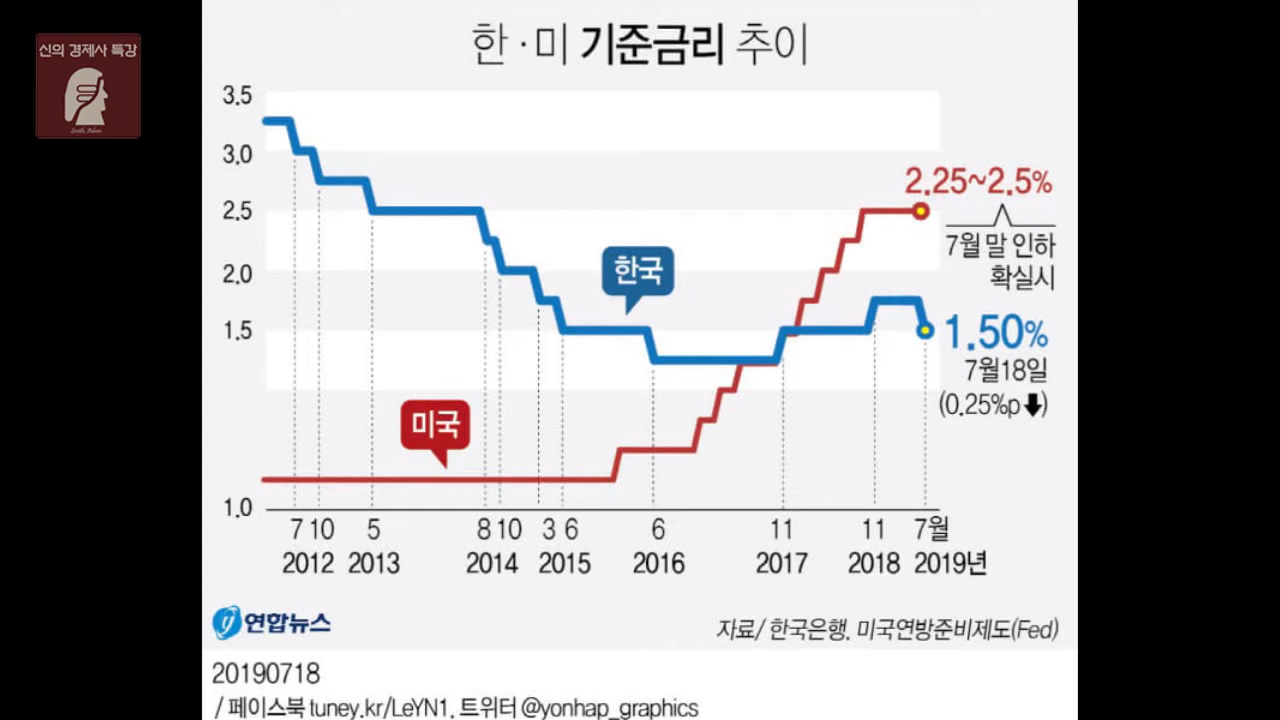 신의 경제사 특강
Smith, Adam
한·미 기준금리 추이
3.5
3.0
2.5
2.0
1.5
1.0
2.25~2.5%
7월 말 인하
확실시
한국
1.50%
7월18일
(0.25%p⬇)
미국
7 10 5 8 10 3 6 6 11 11 7월
2012 2013 2014 2015 2016 2017 2018 2019년
y 연합뉴스
자료/ 한국은행, 미국연방준비제도(Fed)
20190718
/ 페이스북 tuney.kr/LeYN1, 트위터 @yonhap_graphics